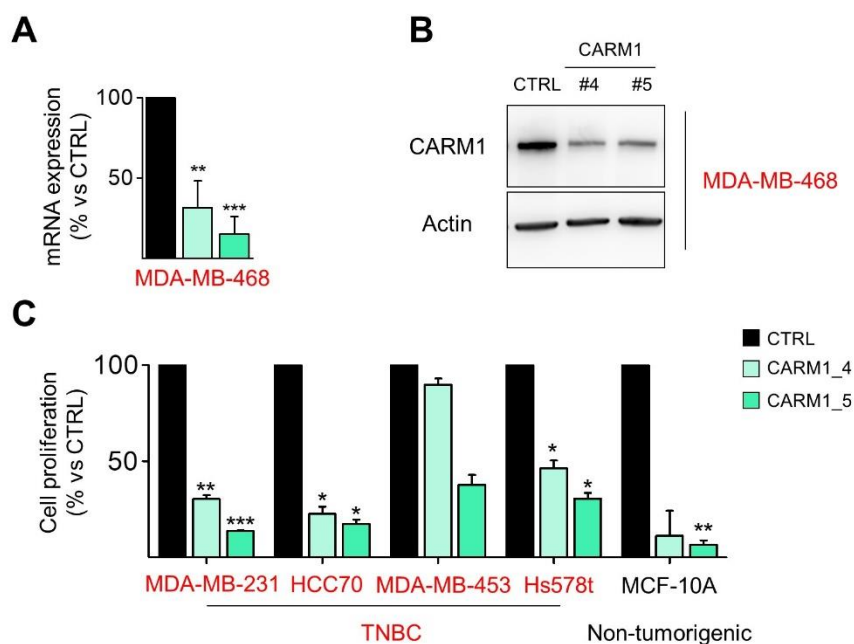 A
mRNA expression
(% vs CTRL)
100
50
**
***
MDA-MB-468
B
CARM1
CTRL #4 #5
CARM1
Actin
MDA-MB-468
C
Cell proliferation
(% vs CTRL)
100
50
** *** * * * * **
MDA-MB-231 HCC70 MDA-MB-453 Hs578t MCF-10A
TNBC Non-tumorigenic
CTRL
CARM1_4
CARM1_5